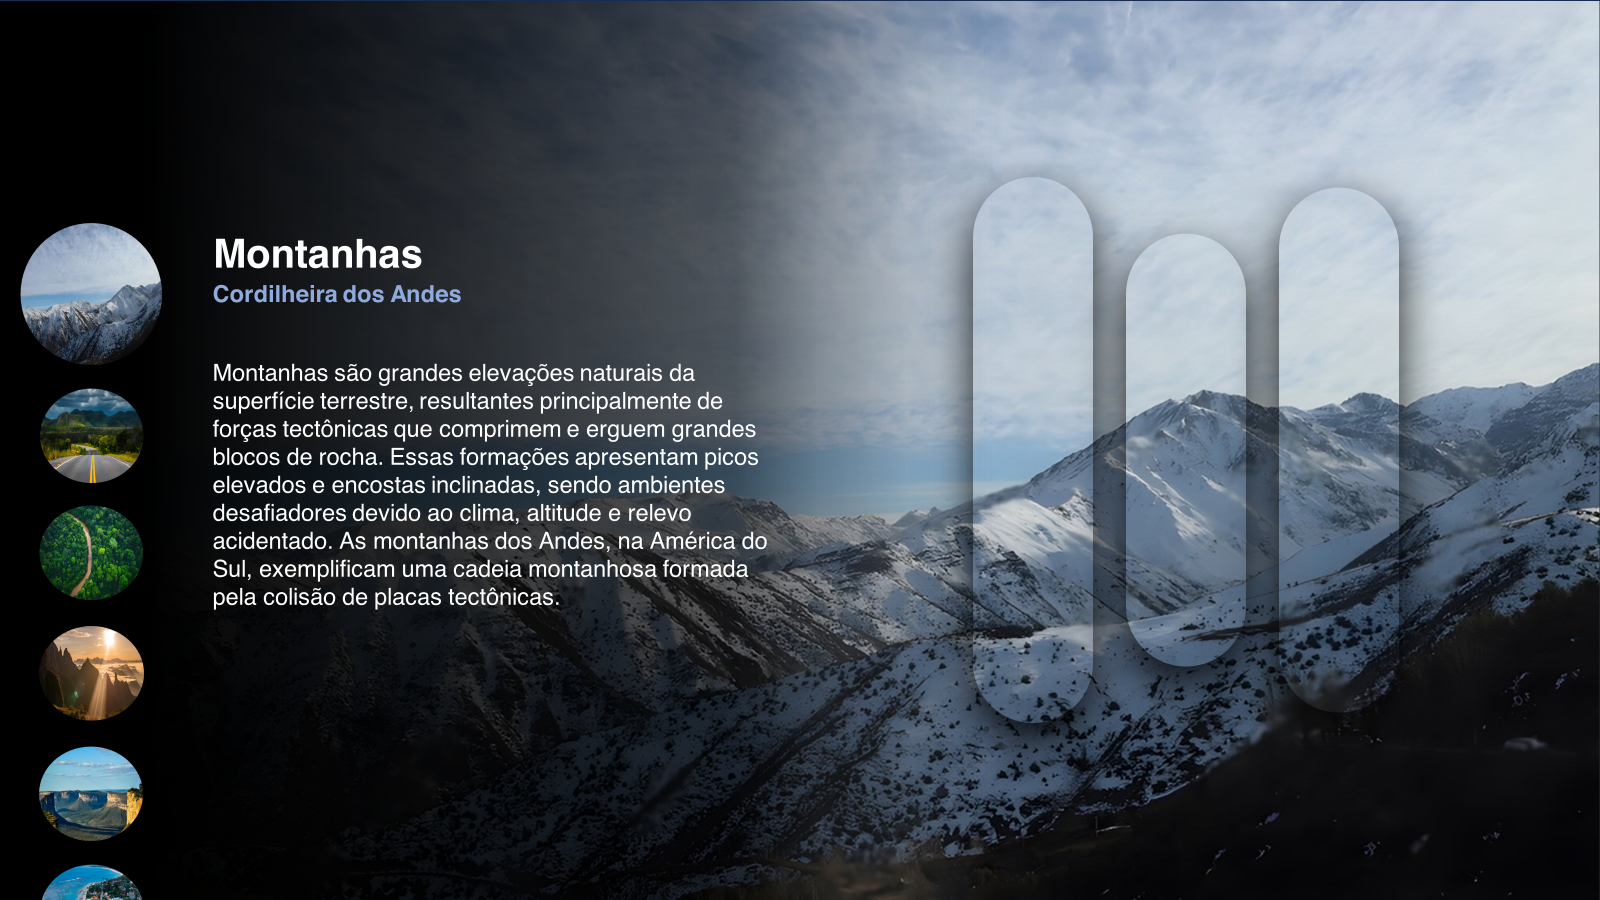 Montanhas
Cordilheira dos Andes
Montanhas são grandes elevações naturais da
superfície terrestre, resultantes principalmente de
forças tectônicas que comprimem e erguem grandes
blocos de rocha. Essas formações apresentam picos
elevados e encostas inclinadas, sendo ambientes
desafiadores devido ao clima, altitude e relevo
acidentado. As montanhas dos Andes, na América do
Sul, exemplificam uma cadeia montanhosa formada
pela colisão de placas tectônicas.